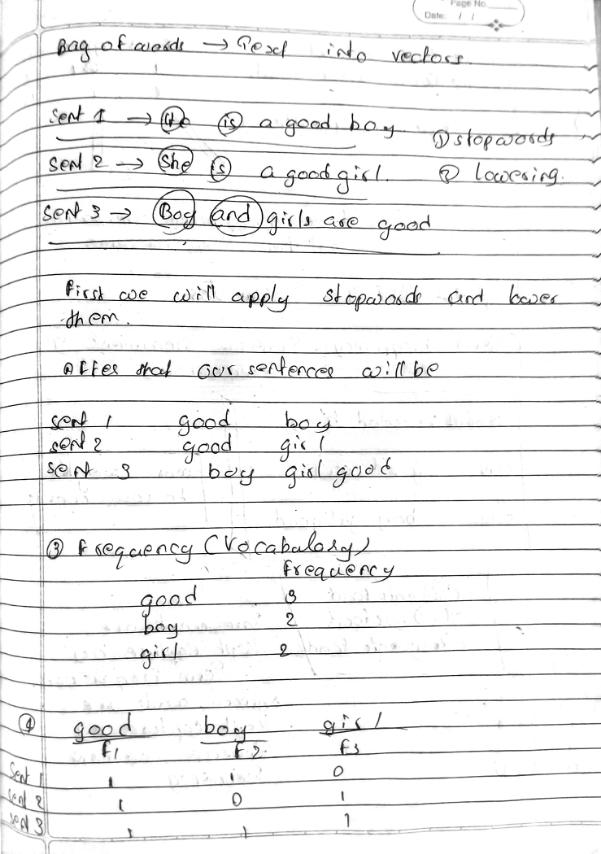 Page No.
Date: / /
Bag of words → Text into vectors
Sent 1 → He is a good boy ① stopwords
Sent 2 → She is a good girl. ② lowering.
Sent 3 → Boy and girls are good
First we will apply stopwords and lower
them.
After that our sentences will be
sent 1 good boy
sent 2 good girl
sent 3 boy girl good
③ Frequency (Vocabulary)
frequency
good 3
boy 2
girl 2
④ good boy girl
f1 f2 f3
Sent 1 1 1 0
sent 2 1 0 1
sent 3 1 1 1